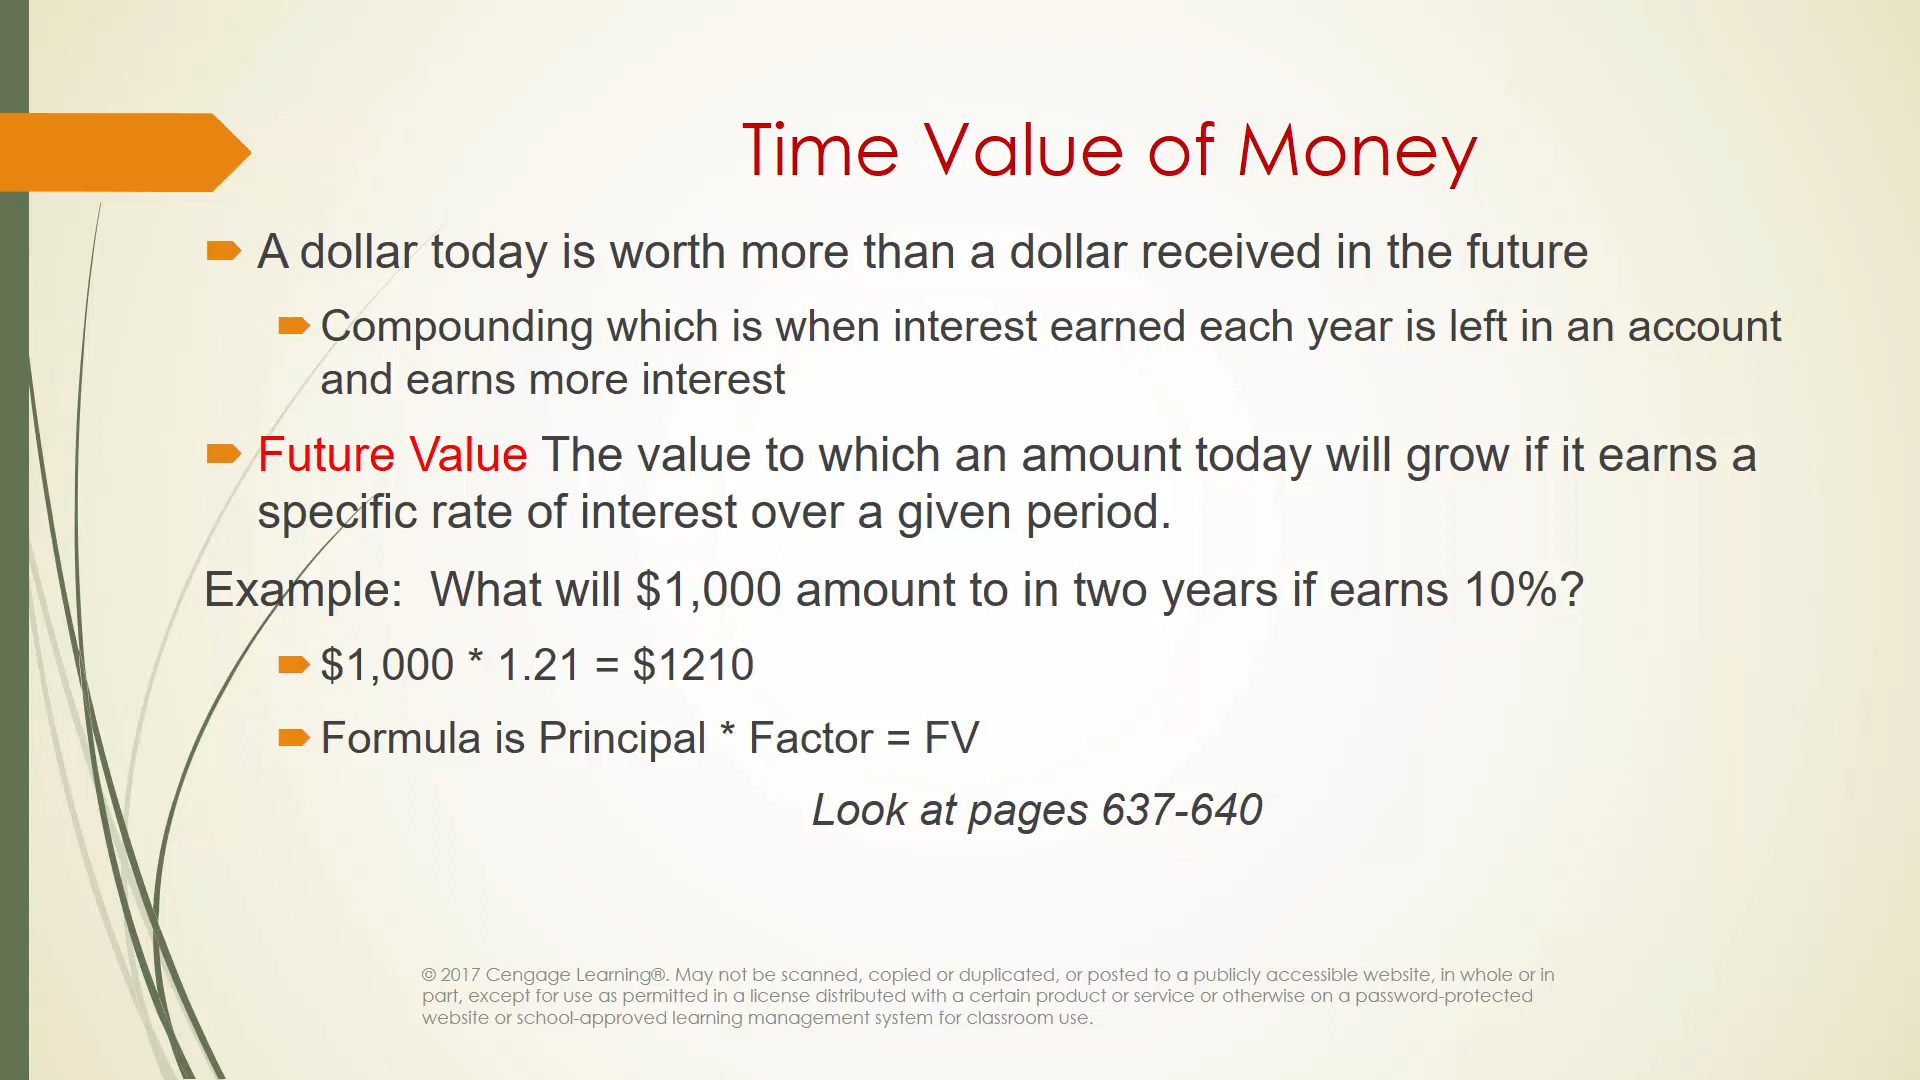 Time Value of Money
A dollar today is worth more than a dollar received in the future
Compounding which is when interest earned each year is left in an account
and earns more interest
Future Value The value to which an amount today will grow if it earns a
specific rate of interest over a given period.
Example:  What will $1,000 amount to in two years if earns 10%?
$1,000 * 1.21 = $1210
Formula is Principal * Factor = FV
Look at pages 637-640
© 2017 Cengage Learning®. May not be scanned, copied or duplicated, or posted to a publicly accessible website, in whole or in
part, except for use as permitted in a license distributed with a certain product or service or otherwise on a password-protected
website or school-approved learning management system for classroom use.